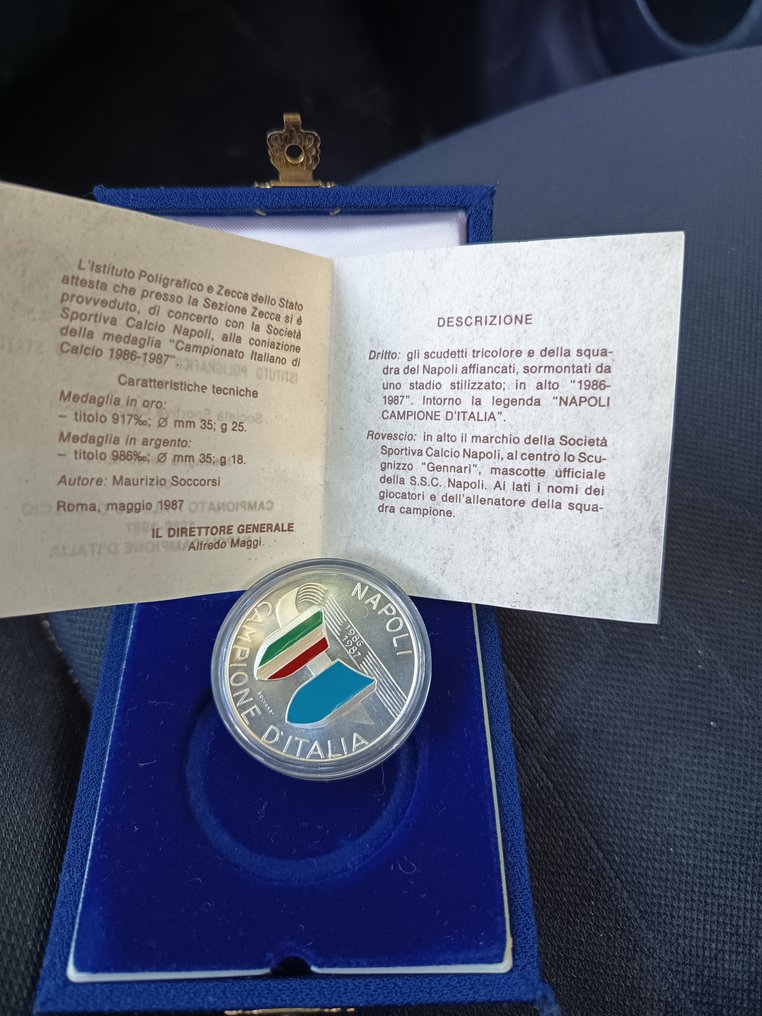 L'Istituto Poligrafico e Zecca dello Stato
attesta che presso la Sezione Zecca si è
provveduto, di concerto con la Società
Sportiva Calcio Napoli, alla coniazione
della medaglia "Campionato Italiano di
Calcio 1986-1987".
Caratteristiche tecniche
Medaglia in oro:
– titolo 917‰; Ø mm 35; g 25.
Medaglia in argento:
– titolo 986‰; Ø mm 35; g 18.
Autore: Maurizio Soccorsi
Roma, maggio 1987
IL DIRETTORE GENERALE
Alfredo Maggi
DESCRIZIONE
Dritto: gli scudetti tricolore e della squa-
dra del Napoli affiancati, sormontati da
uno stadio stilizzato; in alto "1986-
1987". Intorno la legenda "NAPOLI
CAMPIONE D'ITALIA".
Rovescio: in alto il marchio della Società
Sportiva Calcio Napoli, al centro lo Scu-
gnizzo "Gennari", mascotte ufficiale
della S.S.C. Napoli. Ai lati i nomi dei
giocatori e dell'allenatore della squa-
dra campione.
NAPOLI
1986
1987
CAMPIONE D'ITALIA